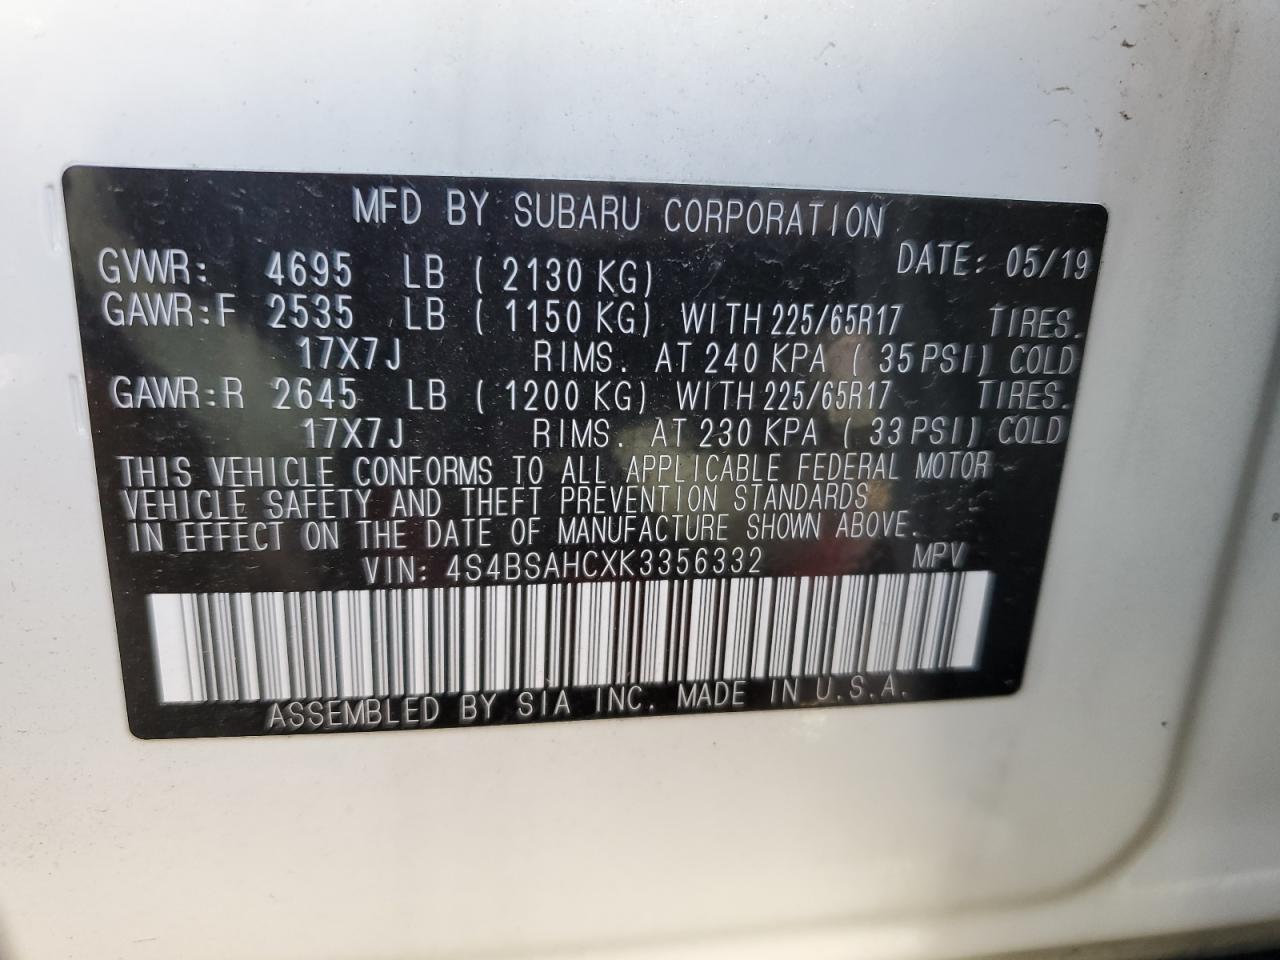 MFD BY SUBARU CORPORATION
GVWR: 4695 LB ( 2130 KG) DATE: 05/19
GAWR:F 2535 LB ( 1150 KG) WITH 225/65R17 TIRES.
17X7J RIMS. AT 240 KPA ( 35 PSI) COLD
GAWR:R 2645 LB ( 1200 KG) WITH 225/65R17 TIRES.
17X7J RIMS. AT 230 KPA ( 33 PSI) COLD
THIS VEHICLE CONFORMS TO ALL APPLICABLE FEDERAL MOTOR
VEHICLE SAFETY AND THEFT PREVENTION STANDARDS
IN EFFECT ON THE DATE OF MANUFACTURE SHOWN ABOVE.
VIN: 4S4BSAHCXK3356332 MPV
ASSEMBLED BY SIA INC. MADE IN U.S.A.